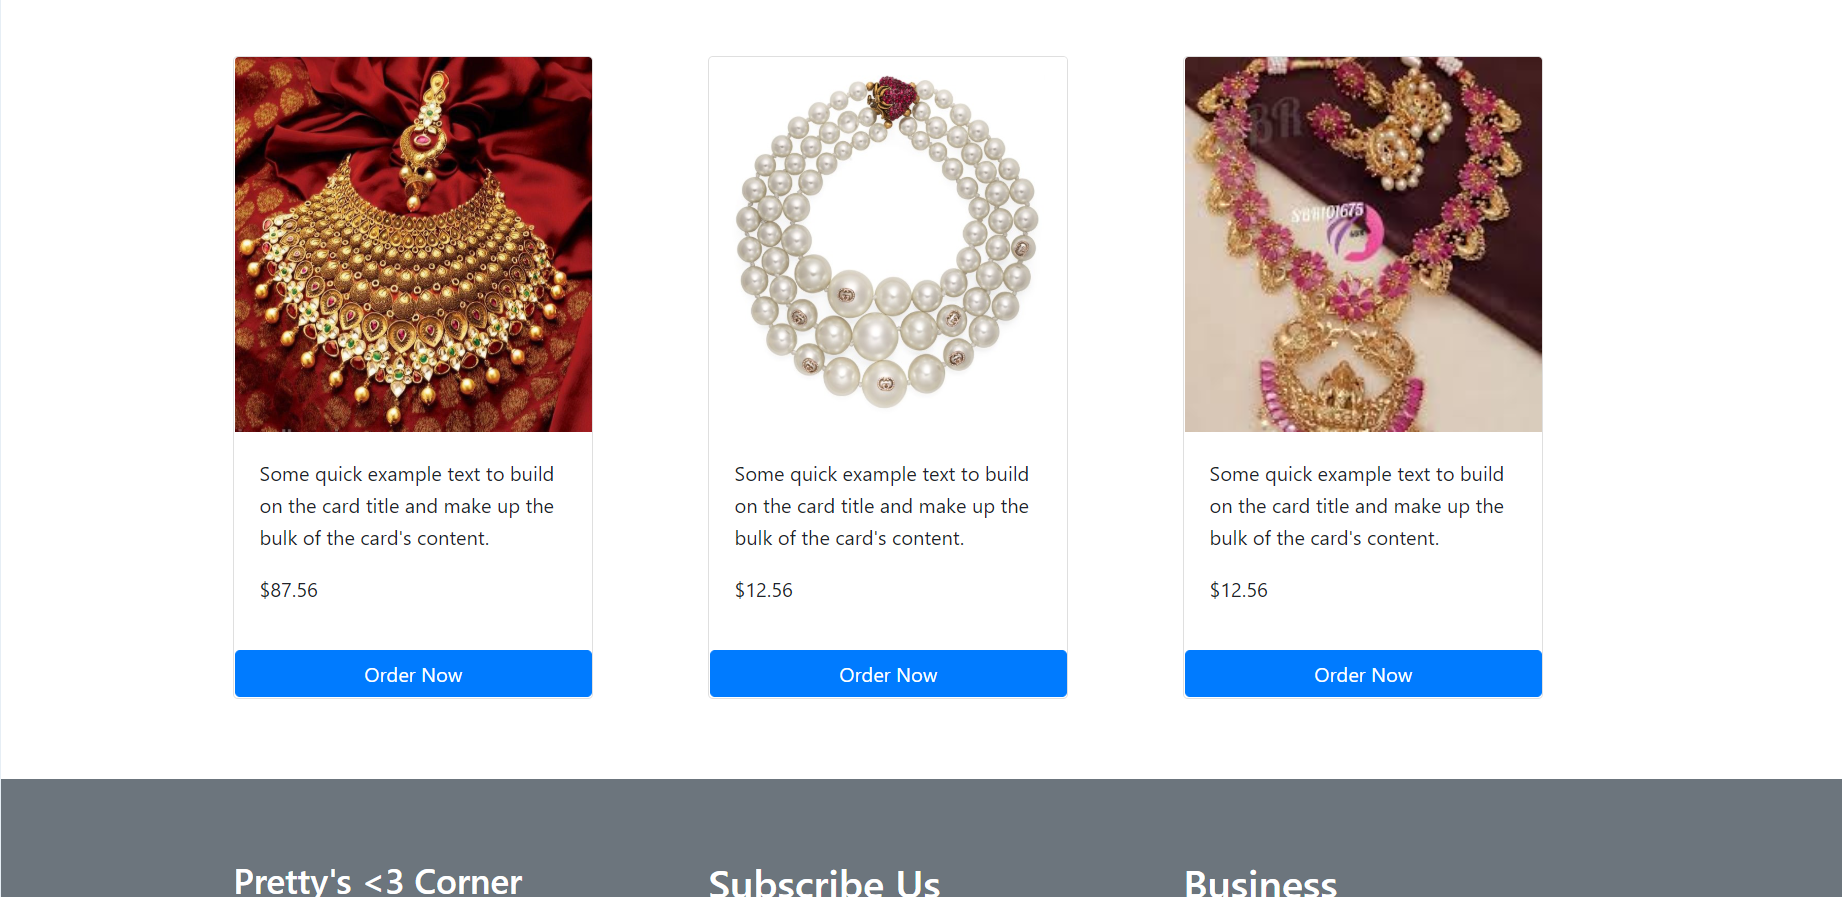 SBR101675
Some quick example text to build
on the card title and make up the
bulk of the card's content.
$87.56
Order Now
Some quick example text to build
on the card title and make up the
bulk of the card's content.
$12.56
Order Now
Some quick example text to build
on the card title and make up the
bulk of the card's content.
$12.56
Order Now
Pretty's <3 Corner
Subscribe Us
Business